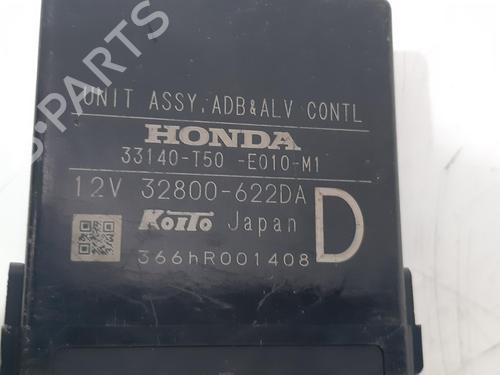 UNIT ASSY.ADB&ALV CONTL
HONDA
33140-T50 -E010-M1
12V 32800-622DA
D
KOITO Japan
366hR001408
PARTS